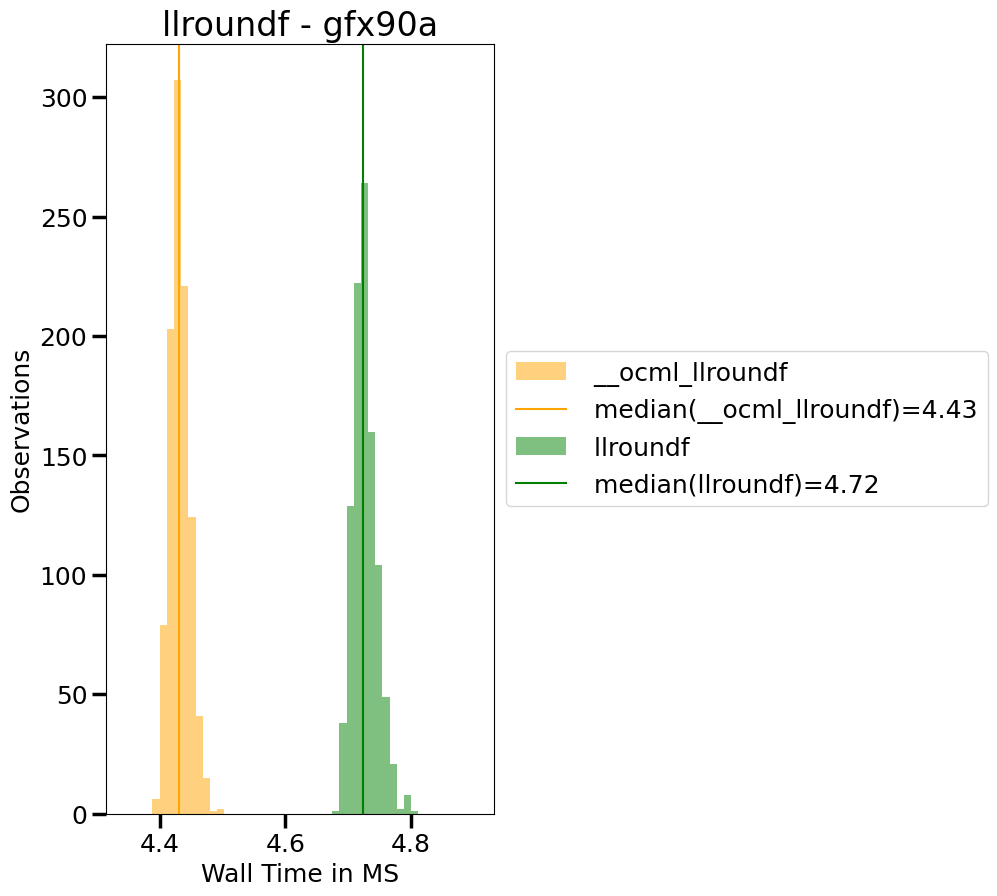 llroundf - gfx90a
300
250
200
150
100
50
0
Observations
4.4 4.6 4.8
Wall Time in MS
__ocml_llroundf
median(__ocml_llroundf)=4.43
llroundf
median(llroundf)=4.72